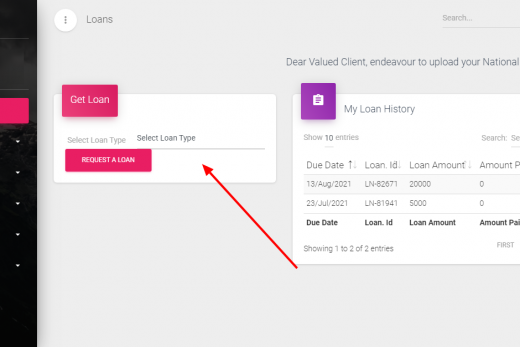 Loans
Search...
Dear Valued Client, endeavour to upload your National
Get Loan
Select Loan Type Select Loan Type
REQUEST A LOAN
My Loan History
Show 10 entries
Search:
Due Date Loan. Id Loan Amount Amount
13/Aug/2021 LN-82671 20000 0
23/Jul/2021 LN-81941 5000 0
Due Date Loan. Id Loan Amount Amount Pai
Showing 1 to 2 of 2 entries
FIRST